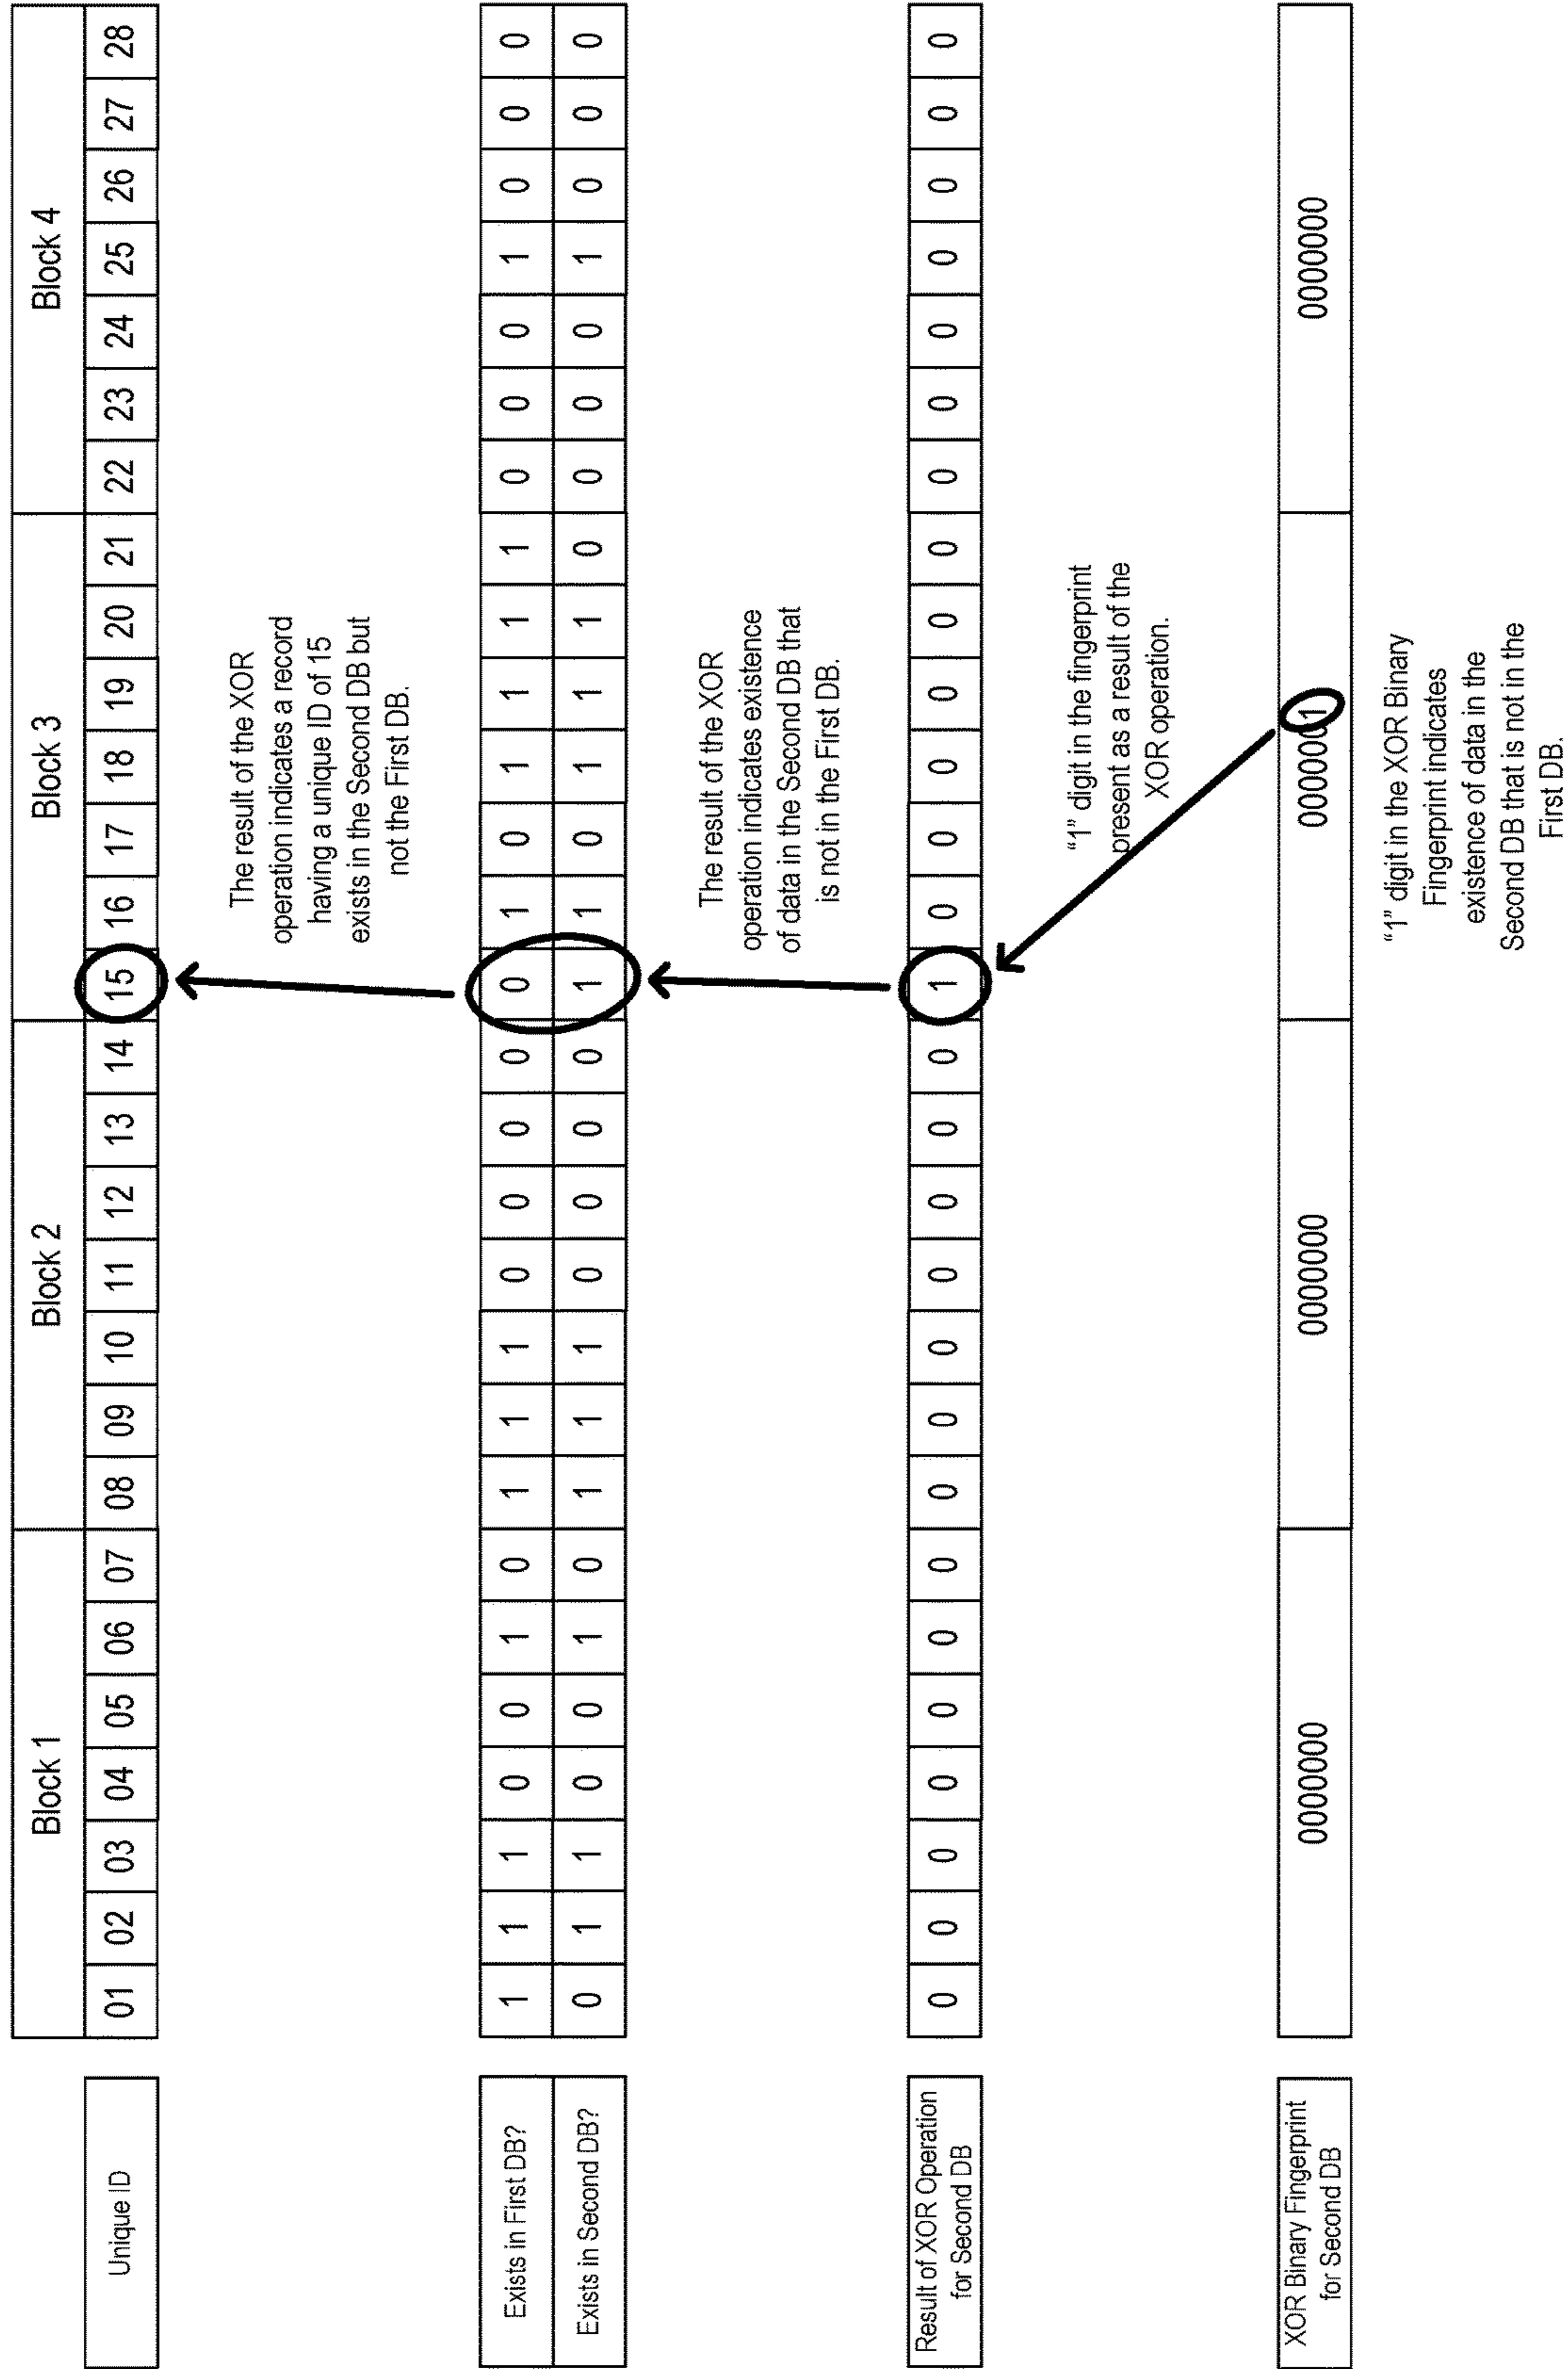 Block 1 Block 2 Block 3 Block 4
Unique ID 01 02 03 04 05 06 07 08 09 10 11 12 13 14 15 16 17 18 19 20 21 22 23 24 25 26 27 28
The result of the XOR
operation indicates a record
having a unique ID of 15
exists in the Second DB but
not the First DB.
Exists in First DB? 1 1 1 0 0 1 0 1 1 1 0 0 0 0 0 1 0 1 1 1 1 0 0 0 1 0 0 0
Exists in Second DB? 0 1 1 0 0 1 0 1 1 1 0 0 0 0 1 1 0 1 1 1 0 0 0 0 1 0 0 0
The result of the XOR
operation indicates existence
of data in the Second DB that
is not in the First DB.
Result of XOR Operation
for Second DB
0 0 0 0 0 0 0 0 0 0 0 0 0 0 1 0 0 0 0 0 0 0 0 0 0 0 0 0
“1” digit in the fingerprint
present as a result of the
XOR operation.
XOR Binary Fingerprint
for Second DB
0000000 0000000 0000001 0000000
“1” digit in the XOR Binary
Fingerprint indicates
existence of data in the
Second DB that is not in the
First DB.